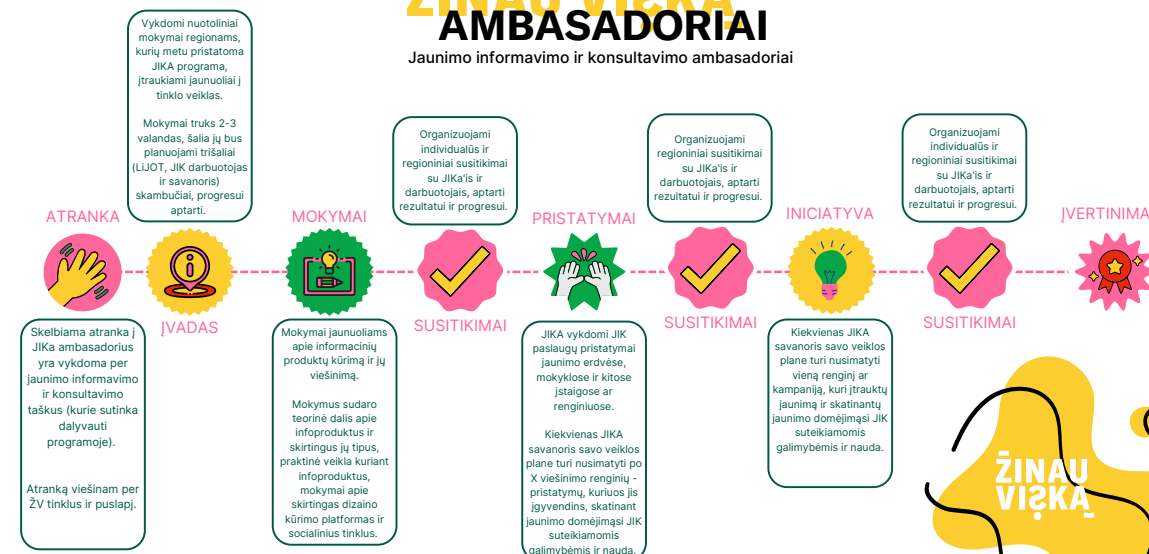 ŽINAU VISKĄ
AMBASADORIAI
Jaunimo informavimo ir konsultavimo ambasadoriai
Vykdomi nuotoliniai
mokymai regionams,
kurių metu pristatoma
JIKA programa,
įtraukiami jaunuoliai į
tinklo veiklas.
Mokymai truks 2-3
valandas, šalia jų bus
planuojami trišaliai
(LiJOT, JIK darbuotojas
ir savanoris)
skambučiai, progresui
aptarti.
Organizuojami
individualūs ir
regioniniai susitikimai
su JIKa'is ir
darbuotojais, aptarti
rezultatui ir progresui.
Organizuojami
regioniniai susitikimai
su JIKa'is ir
darbuotojais, aptarti
rezultatui ir progresui.
Organizuojami
individualūs ir
regioniniai susitikimai
su JIKa'is ir
darbuotojais, aptarti
rezultatui ir progresui.
ATRANKA
ĮVADAS
MOKYMAI
SUSITIKIMAI
PRISTATYMAI
SUSITIKIMAI
INICIATYVA
SUSITIKIMAI
ĮVERTINIMA
Skelbiama atranka į
JIKa ambasadorius
yra vykdoma per
jaunimo informavimo
ir konsultavimo
taškus (kurie sutinka
dalyvauti
programoje).
Atranką viešinam per
ŽV tinklus ir puslapį.
Mokymai jaunuoliams
apie informacinių
produktų kūrimą ir jų
viešinimą.
Mokymus sudaro
teorinė dalis apie
infoproduktus ir
skirtingus jų tipus,
praktinė veikla kuriant
infoproduktus,
mokymai apie
skirtingas dizaino
kūrimo platformas ir
socialinius tinklus.
JIKA vykdomi JIK
paslaugų pristatymai
jaunimo erdvėse,
mokyklose ir kitose
įstaigose ar
renginiuose.
Kiekvienas JIKA
savanoris savo veiklos
plane turi nusimatyti po
X viešinimo renginių -
pristatymų, kuriuos jis
įgyvendins, skatinant
jaunimo domėjimąsi JIK
suteikiamomis
galimybėmis ir nauda.
Kiekvienas JIKA
savanoris savo veiklos
plane turi nusimatyti
vieną renginį ar
kampaniją, kuri įtrauktų
jaunimą ir skatinantų
jaunimo domėjimąsi JIK
suteikiamomis
galimybėmis ir nauda.
ŽINAU
VISKĄ